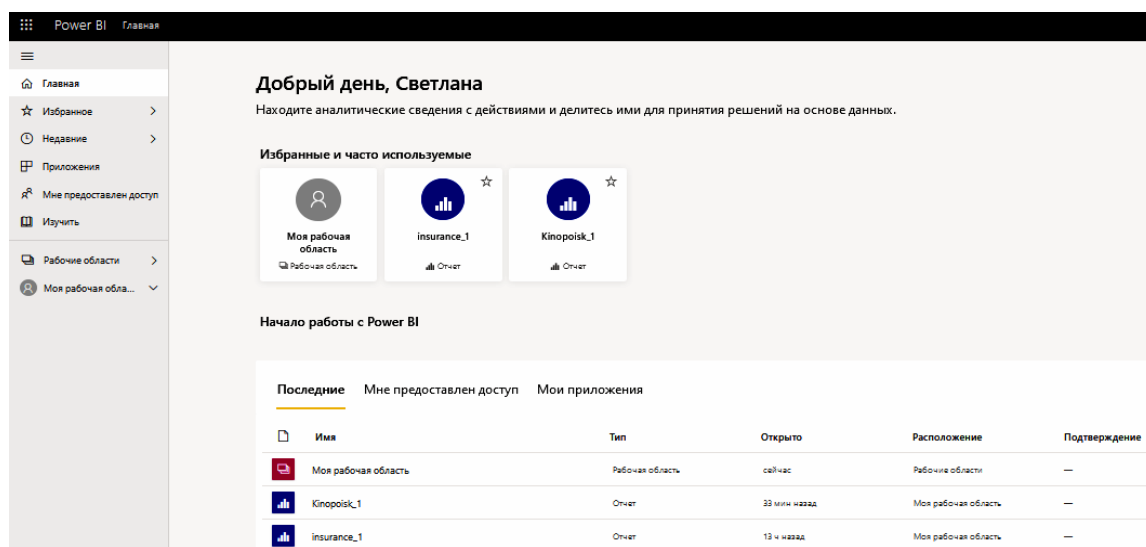 Power BI Главная
Главная
Избранное
Недавние
Приложения
Мне предоставлен доступ
Изучить
Рабочие области
Моя рабочая обла...
Добрый день, Светлана
Находите аналитические сведения с действиями и делитесь ими для принятия решений на основе данных.
Избранные и часто используемые
Моя рабочая
область
Рабочая область
insurance_1
Отчет
Kinopoisk_1
Отчет
Начало работы с Power BI
Последние Мне предоставлен доступ Мои приложения
Имя Тип Открыто Расположение Подтверждение
Моя рабочая область Рабочая область сейчас Рабочие области —
Kinopoisk_1 Отчет 33 мин назад Моя рабочая область —
insurance_1 Отчет 13 ч назад Моя рабочая область —